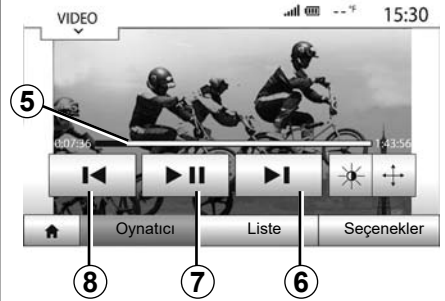 VIDEO
-- °F
15:30
5
0:07:36
1:43:56
Oynatıcı
Liste
Seçenekler
8
7
6